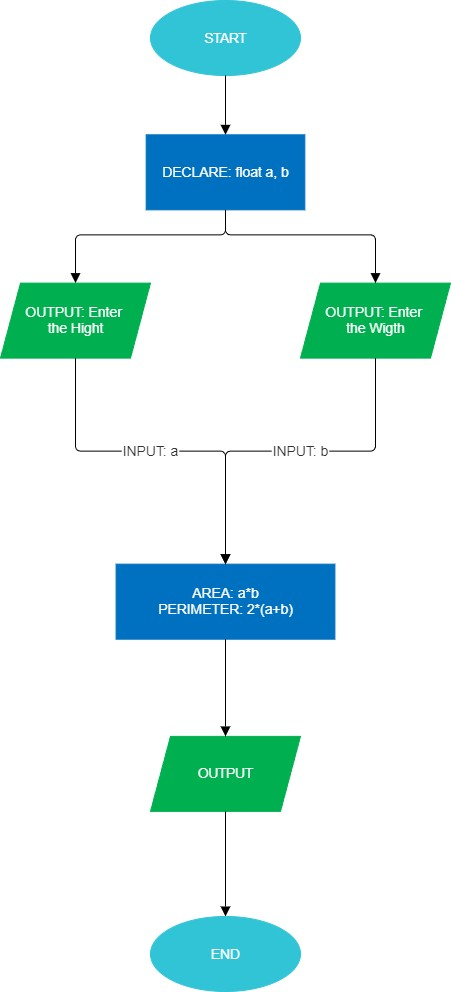 START
DECLARE: float a, b
OUTPUT: Enter
the Hight
OUTPUT: Enter
the Wigth
INPUT: a
INPUT: b
AREA: a*b
PERIMETER: 2*(a+b)
OUTPUT
END